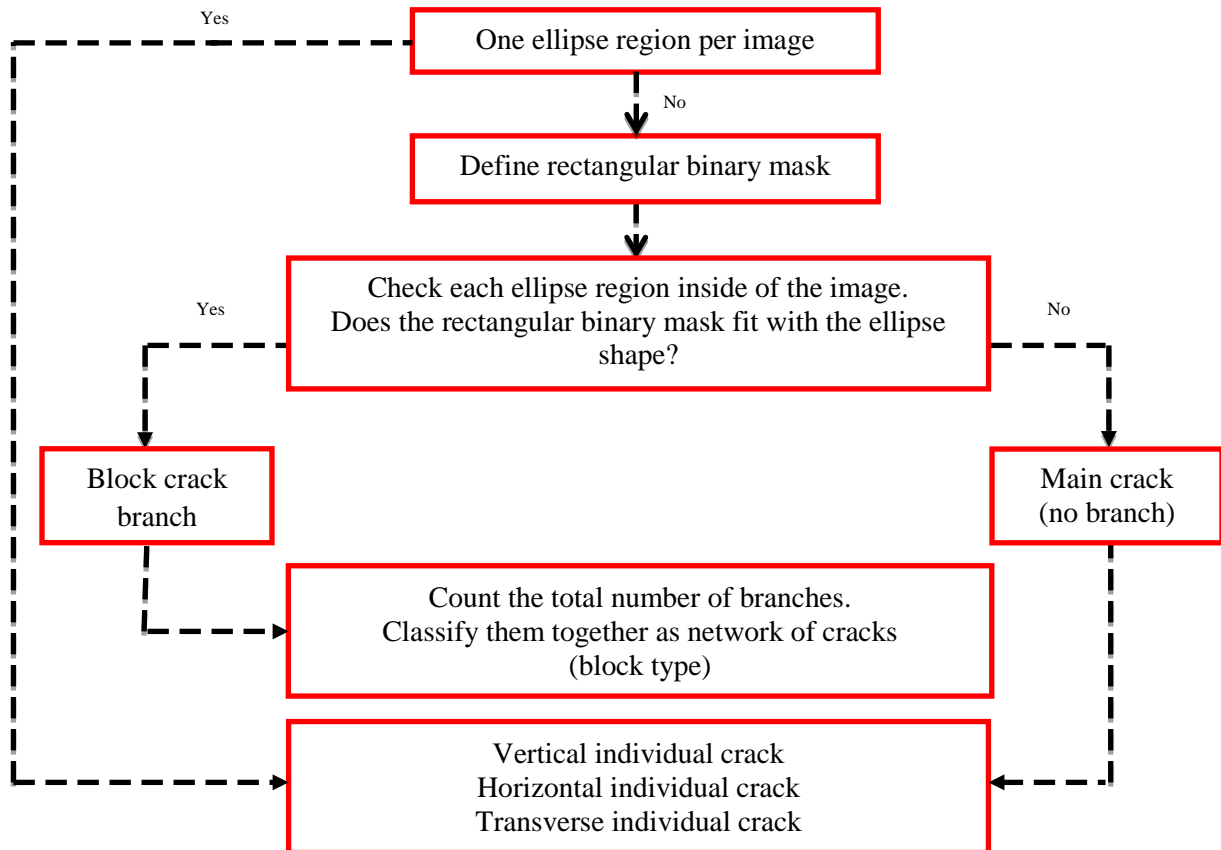 Yes
One ellipse region per image
No
Define rectangular binary mask
Check each ellipse region inside of the image.
Does the rectangular binary mask fit with the ellipse
shape?
Yes
No
Block crack
branch
Main crack
(no branch)
Count the total number of branches.
Classify them together as network of cracks
(block type)
Vertical individual crack
Horizontal individual crack
Transverse individual crack